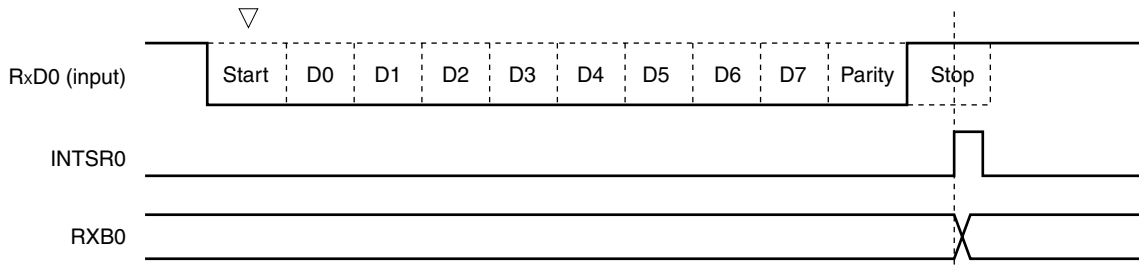 RxD0 (input) Start D0 D1 D2 D3 D4 D5 D6 D7 Parity Stop
INTSR0
RXB0